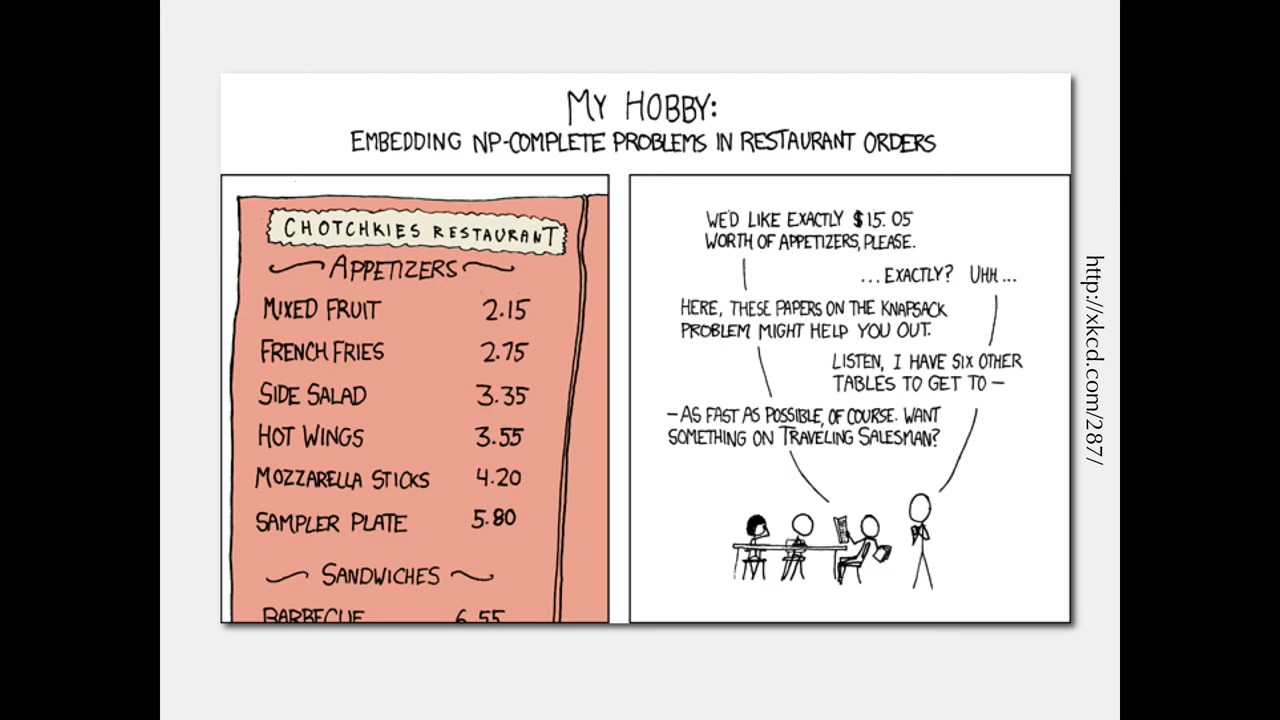 MY HOBBY:
EMBEDDING NP-COMPLETE PROBLEMS IN RESTAURANT ORDERS
CHOTCHKIES RESTAURANT
APPETIZERS
MIXED FRUIT 2.15
FRENCH FRIES 2.75
SIDE SALAD 3.35
HOT WINGS 3.55
MOZZARELLA STICKS 4.20
SAMPLER PLATE 5.80
SANDWICHES
BARBECUE 6.55
WE'D LIKE EXACTLY $15.05
WORTH OF APPETIZERS, PLEASE.
...EXACTLY? UHH...
HERE, THESE PAPERS ON THE KNAPSACK
PROBLEM MIGHT HELP YOU OUT.
LISTEN, I HAVE SIX OTHER
TABLES TO GET TO —
—AS FAST AS POSSIBLE, OF COURSE. WANT
SOMETHING ON TRAVELING SALESMAN?
http://xkcd.com/287/